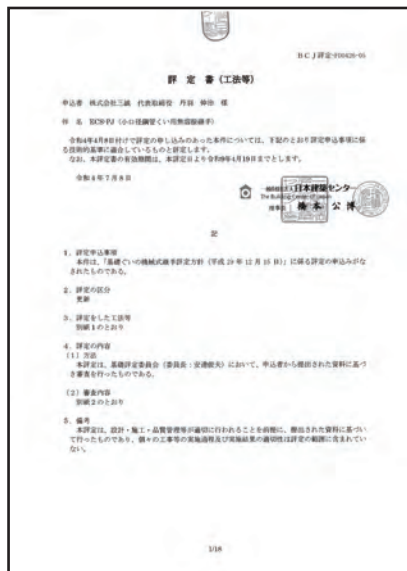 BCJ評定-FD0426-05
評 定 書（工法等）
申込者 株式会社三誠 代表取締役
件 名 ECS-PJ（小口径鋼管くい用無溶接継手）
令和4年4月8日付けで評定の申し込みのあった本件については、下記のとおり評定申込事項に係
る技術的基準に適合しているものと評定します。
なお、本評定書の有効期間は、本評定日より令和9年4月19日までとします。
令和4年7月8日
一般財団法人 日本建築センター
The Building Center of Japan
理事長 橋本 公博
記
1．評定申込事項
本件は、「基礎ぐいの機械式継手評定方針（平成29年12月15日）」に係る評定の申込みがな
されたものである。
2．評定の区分
更新
3．評定をした工法等
別紙1のとおり
4．評定の内容
（1）方法
本評定は、基礎評定委員会（委員長：安達俊夫）において、申込者から提出された資料に基づ
き審査を行ったものである。
（2）審査内容
別紙2のとおり
5．備考
本評定は、設計・施工・品質管理等が適切に行われることを前提に、提出された資料に基づい
て行ったものであり、個々の工事等の実施過程及び実施結果の適切性は評定の範囲に含まれてい
ない。
1/18